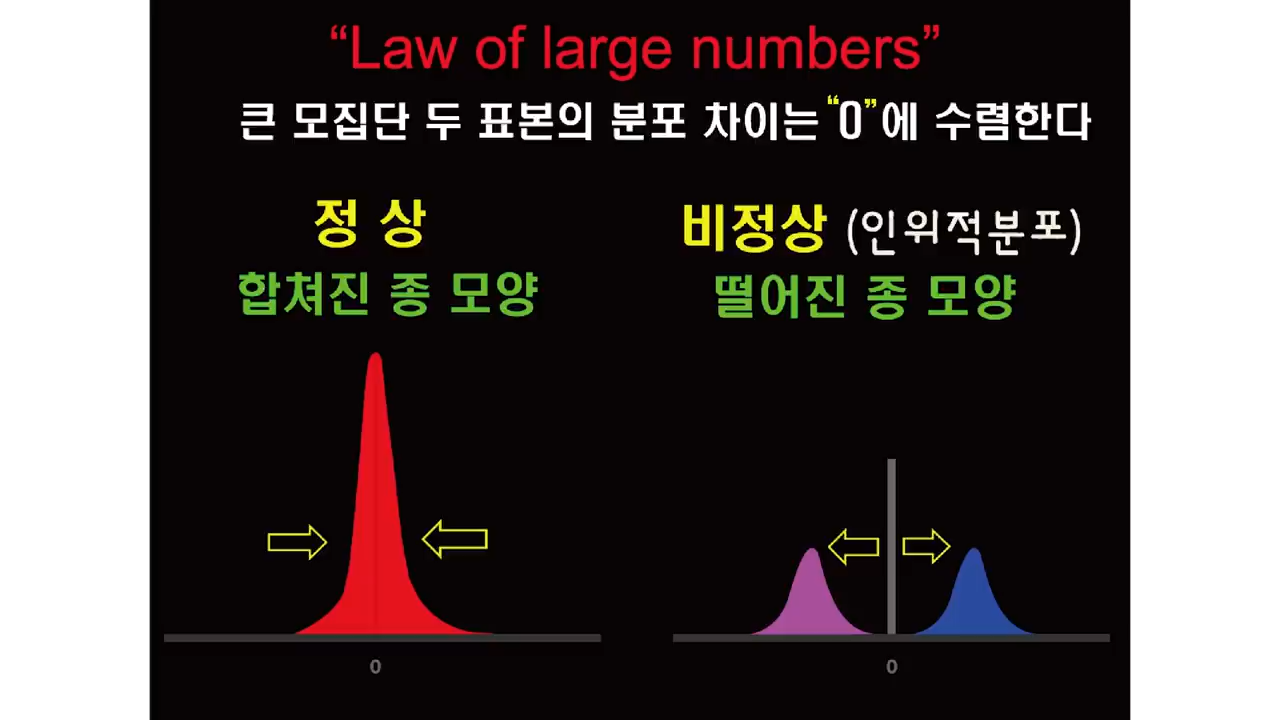 “Law of large numbers”
큰 모집단 두 표본의 분포 차이는 “0”에 수렴한다
정 상
비정상 (인위적분포)
합쳐진 종 모양
떨어진 종 모양
0
0